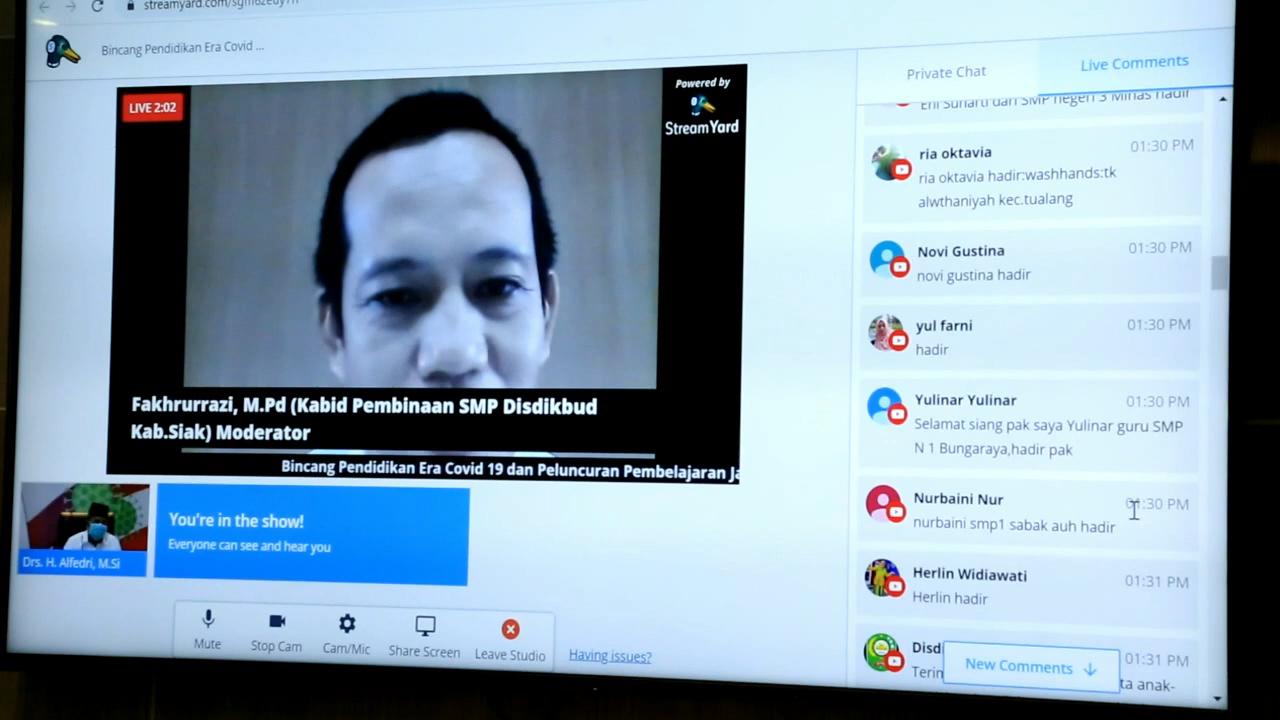 Bincang Pendidikan Era Covid ...
LIVE 2:02
Powered by
StreamYard
Fakhrurrazi, M.Pd (Kabid Pembinaan SMP Disdikbud
Kab.Siak) Moderator
Bincang Pendidikan Era Covid 19 dan Peluncuran Pembelajaran Ja
Drs. H. Alfedri, M.Si
You're in the show!
Everyone can see and hear you
Mute
Stop Cam
Cam/Mic
Share Screen
Leave Studio
Having issues?
Private Chat
Live Comments
Erli Suharti dari SMP negeri 3 Minas hadir
ria oktavia
01:30 PM
ria oktavia hadir:washhands:tk
alwthaniyah kec.tualang
Novi Gustina
01:30 PM
novi gustina hadir
yul farni
01:30 PM
hadir
Yulinar Yulinar
01:30 PM
Selamat siang pak saya Yulinar guru SMP
N 1 Bungaraya,hadir pak
Nurbaini Nur
01:30 PM
nurbaini smp1 sabak auh hadir
Herlin Widiawati
01:31 PM
Herlin hadir
Disd
01:31 PM
Terin
ta anak-
New Comments